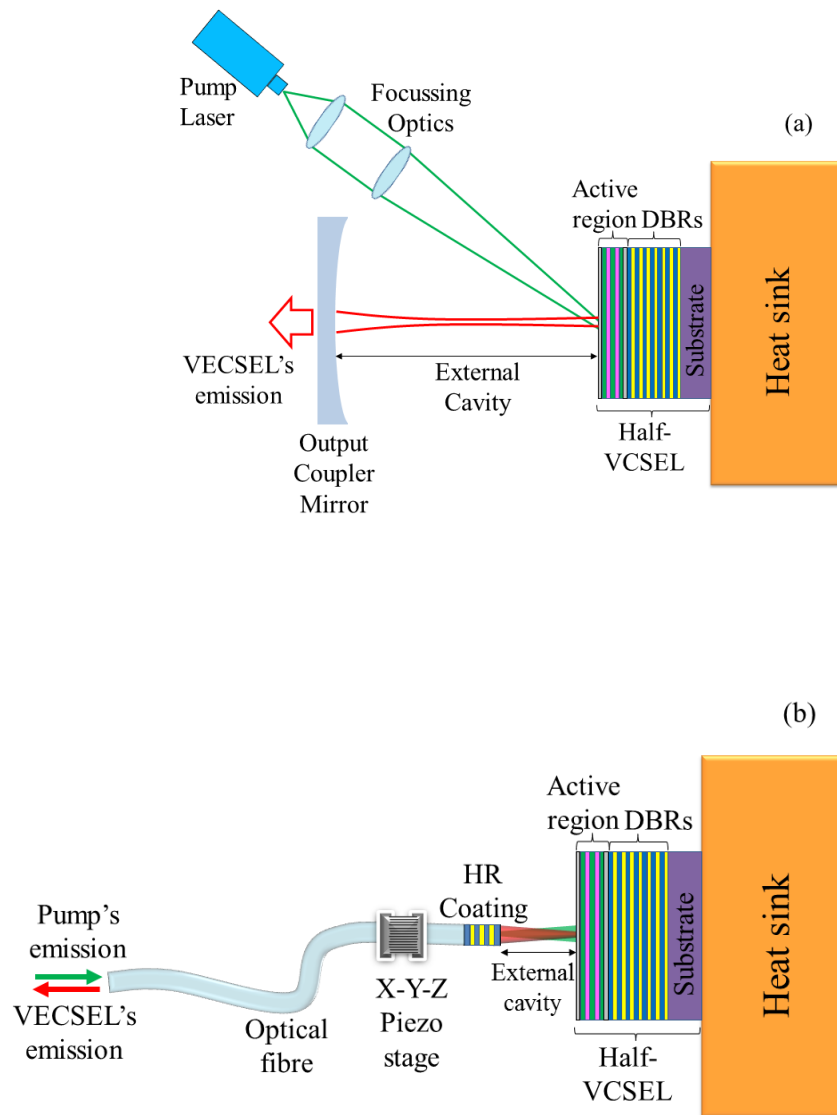 Pump
Laser
Focussing
Optics
(a)
Active
region DBRs
Substrate
Heat sink
VECSEL's
emission
External
Cavity
Half-
VCSEL
Output
Coupler
Mirror
(b)
Active
region DBRs
HR
Coating
Substrate
Heat sink
Pump's
emission
VECSEL's
emission
Optical
fibre
X-Y-Z
Piezo
stage
External
cavity
Half-
VCSEL